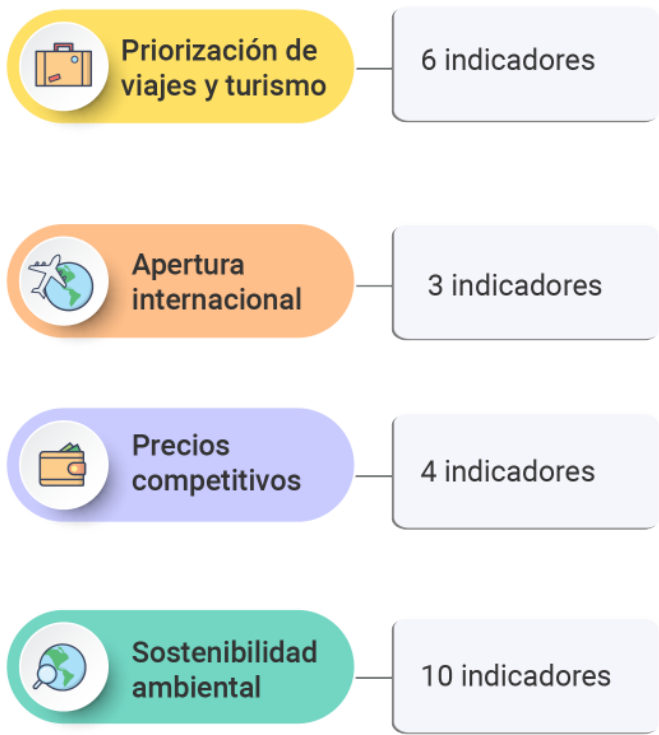 Priorización de
viajes y turismo
6 indicadores
Apertura
internacional
3 indicadores
Precios
competitivos
4 indicadores
Sostenibilidad
ambiental
10 indicadores